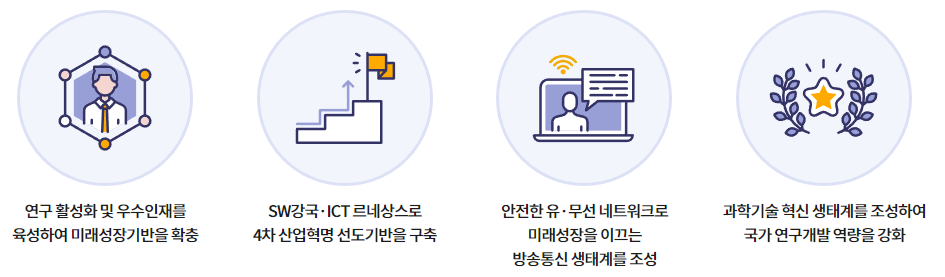 연구 활성화 및 우수인재를
육성하여 미래성장기반을 확충
SW강국·ICT 르네상스로
4차 산업혁명 선도기반을 구축
안전한 유·무선 네트워크로
미래성장을 이끄는
방송통신 생태계를 조성
과학기술 혁신 생태계를 조성하여
국가 연구개발 역량을 강화